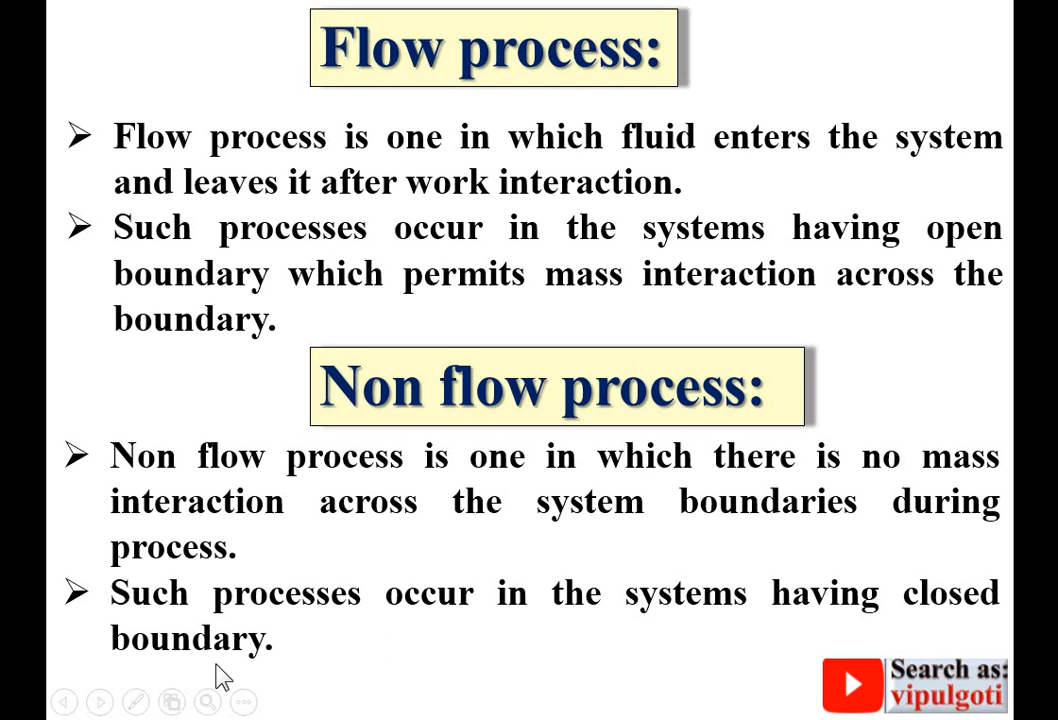 Flow process:
Flow process is one in which fluid enters the system
and leaves it after work interaction.
Such processes occur in the systems having open
boundary which permits mass interaction across the
boundary.
Non flow process:
Non flow process is one in which there is no mass
interaction across the system boundaries during
process.
Such processes occur in the systems having closed
boundary.
Search as:
vipulgoti